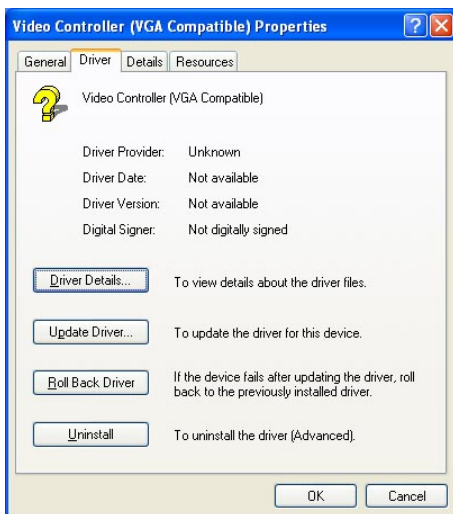 Video Controller (VGA Compatible) Properties
General Driver Details Resources
Video Controller (VGA Compatible)
Driver Provider: Unknown
Driver Date: Not available
Driver Version: Not available
Digital Signer: Not digitally signed
Driver Details... To view details about the driver files.
Update Driver... To update the driver for this device.
Roll Back Driver If the device fails after updating the driver, roll
back to the previously installed driver.
Uninstall To uninstall the driver (Advanced).
OK Cancel